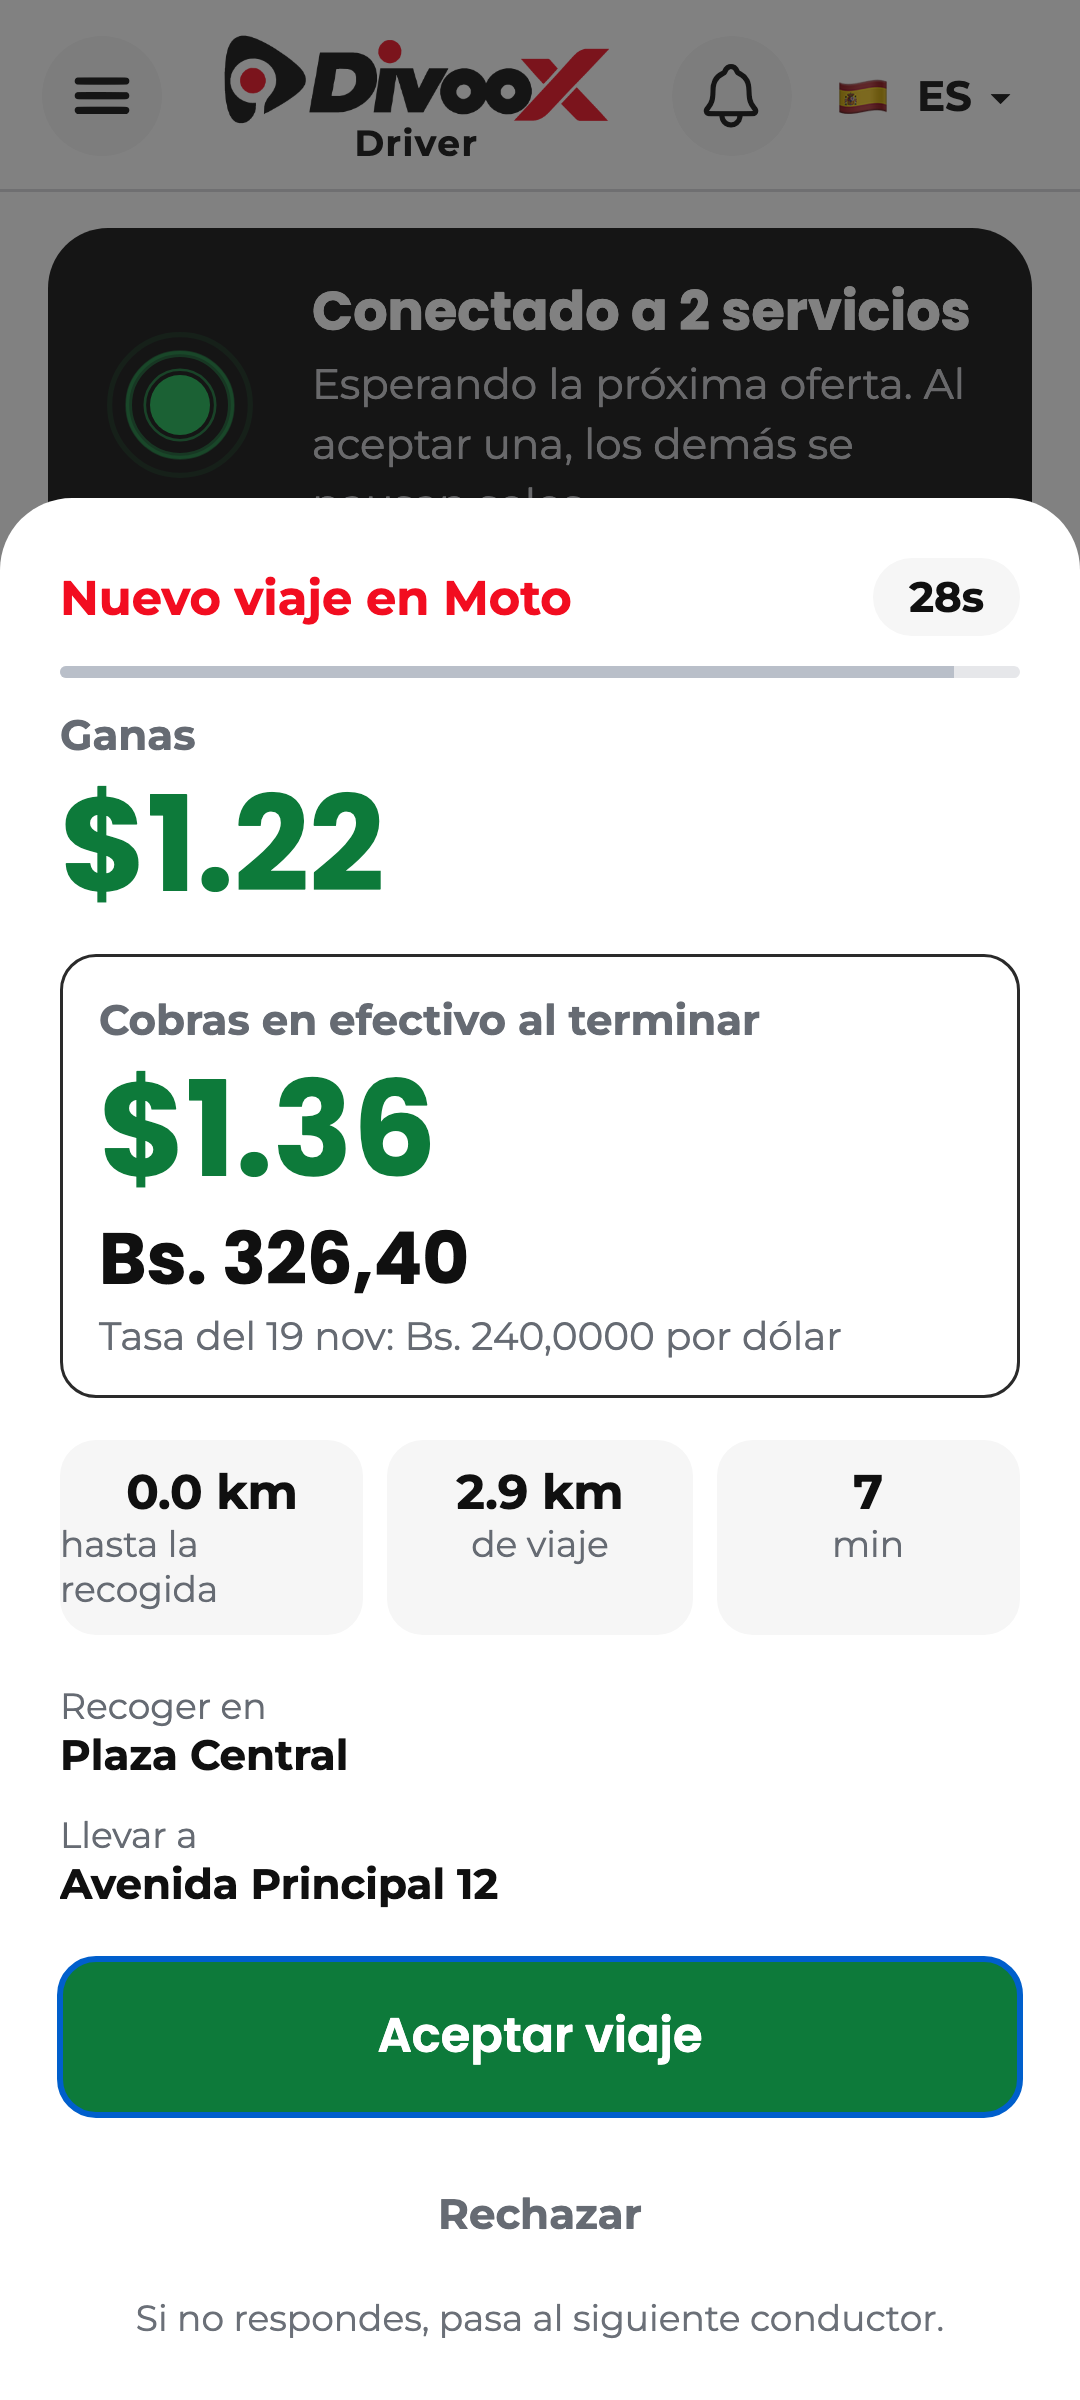 DivooX
Driver
ES
Conectado a 2 servicios
Esperando la próxima oferta. Al
aceptar una, los demás se
Nuevo viaje en Moto
28s
Ganas
$1.22
Cobras en efectivo al terminar
$1.36
Bs. 326,40
Tasa del 19 nov: Bs. 240,0000 por dólar
0.0 km
hasta la
recogida
2.9 km
de viaje
7
min
Recoger en
Plaza Central
Llevar a
Avenida Principal 12
Aceptar viaje
Rechazar
Si no respondes, pasa al siguiente conductor.